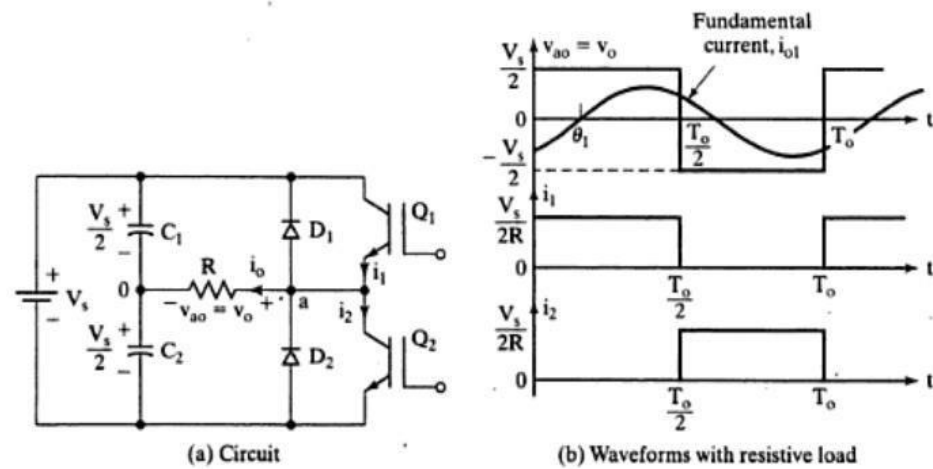 V_s/2 + − C_1
D_1
Q_1
R
i_o
i_1
+ − V_s
0
− v_ao = v_o +
a
i_2
V_s/2 + − C_2
D_2
Q_2
(a) Circuit
Fundamental
current, i_o1
v_ao = v_o
V_s/2
0
θ_1
T_o/2
T_o
t
−V_s/2
i_1
V_s/2R
0
T_o/2
T_o
t
i_2
V_s/2R
0
T_o/2
T_o
t
(b) Waveforms with resistive load